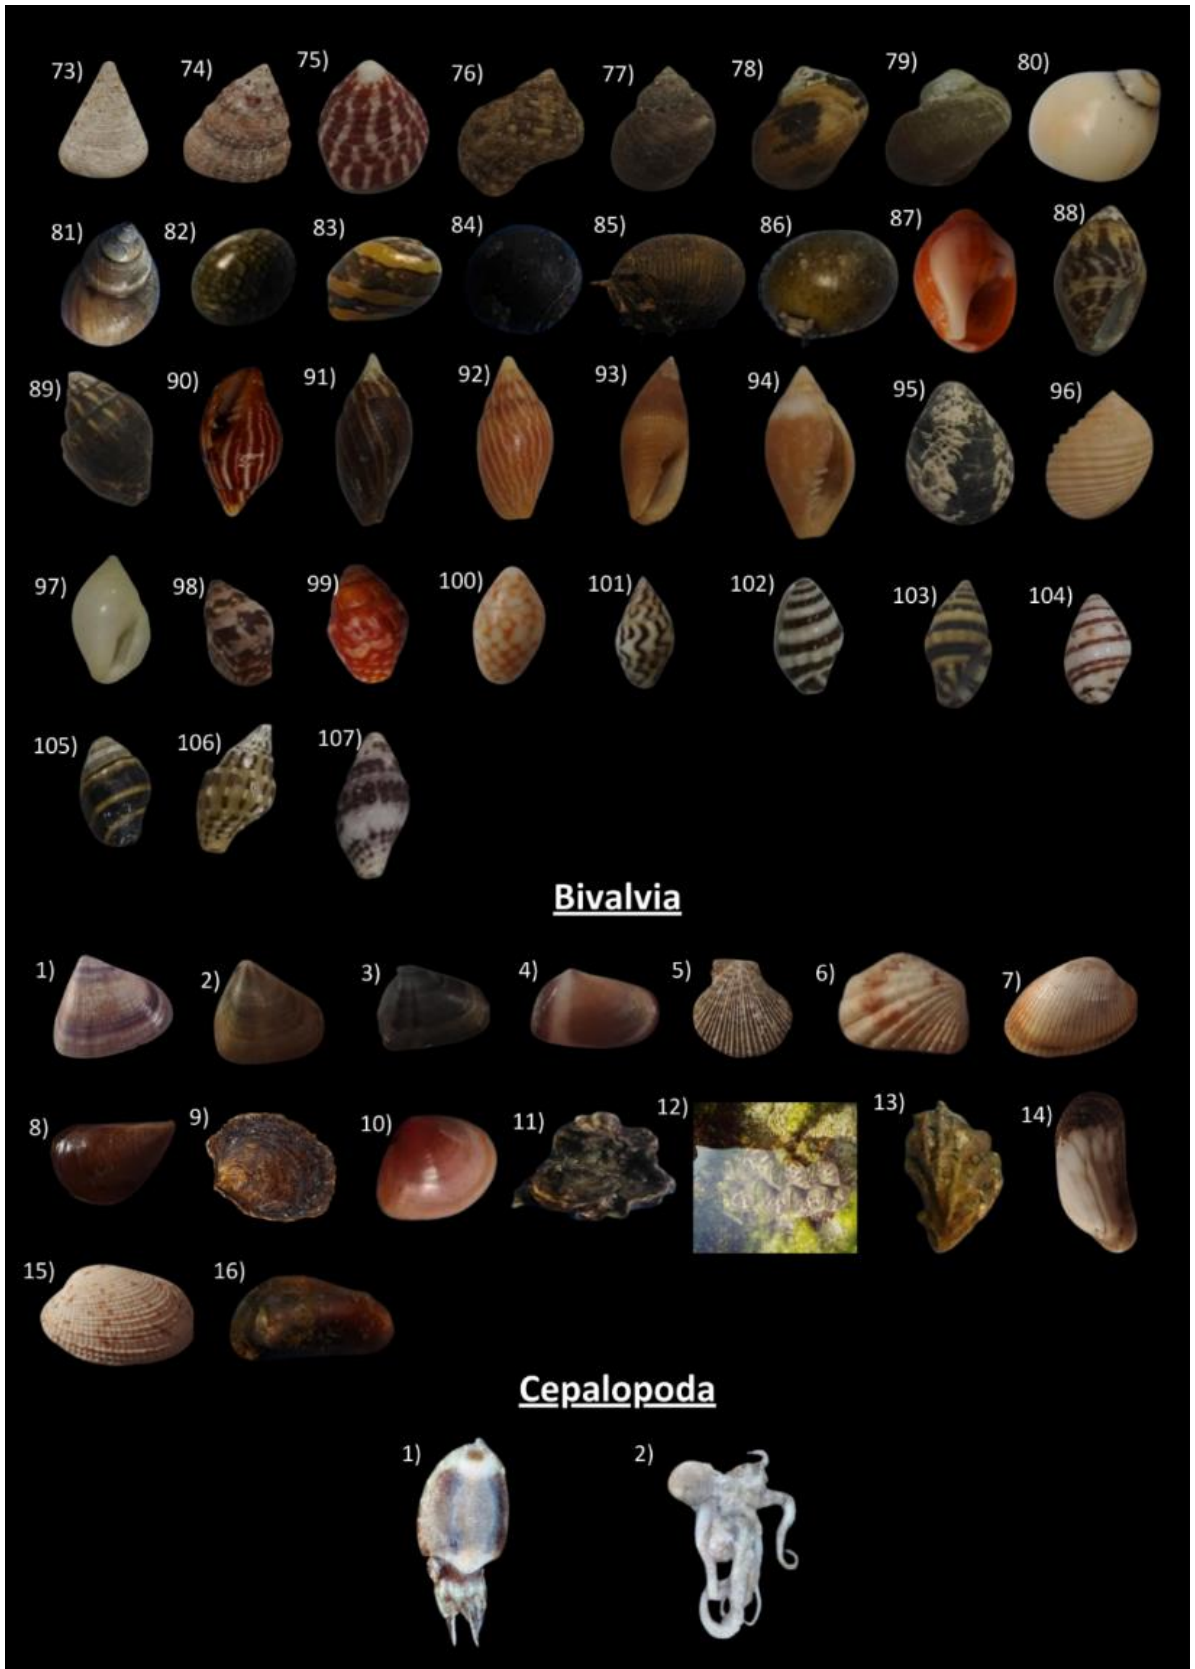 73) 74) 75) 76) 77) 78) 79) 80)
81) 82) 83) 84) 85) 86) 87) 88)
89) 90) 91) 92) 93) 94) 95) 96)
97) 98) 99) 100) 101) 102) 103) 104)
105) 106) 107)
Bivalvia
1) 2) 3) 4) 5) 6) 7)
8) 9) 10) 11) 12) 13) 14)
15) 16)
Cepalopoda
1) 2)